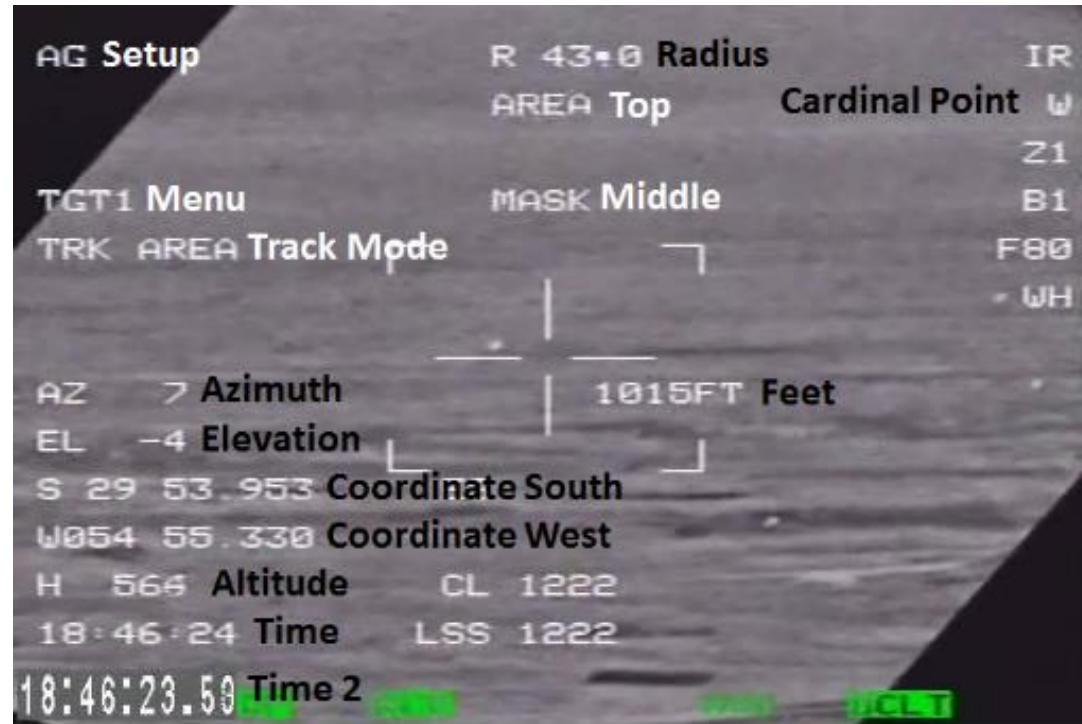 AG Setup R 43.0 Radius IR
AREA Top Cardinal Point W
Z1
TGT1 Menu MASK Middle B1
TRK AREA Track Mode F80
WH
AZ 7 Azimuth 1015FT Feet
EL -4 Elevation
S 29 53.953 Coordinate South
W054 55.330 Coordinate West
H 564 Altitude CL 1222
18:46:24 Time LSS 1222
18:46:23.59 Time 2